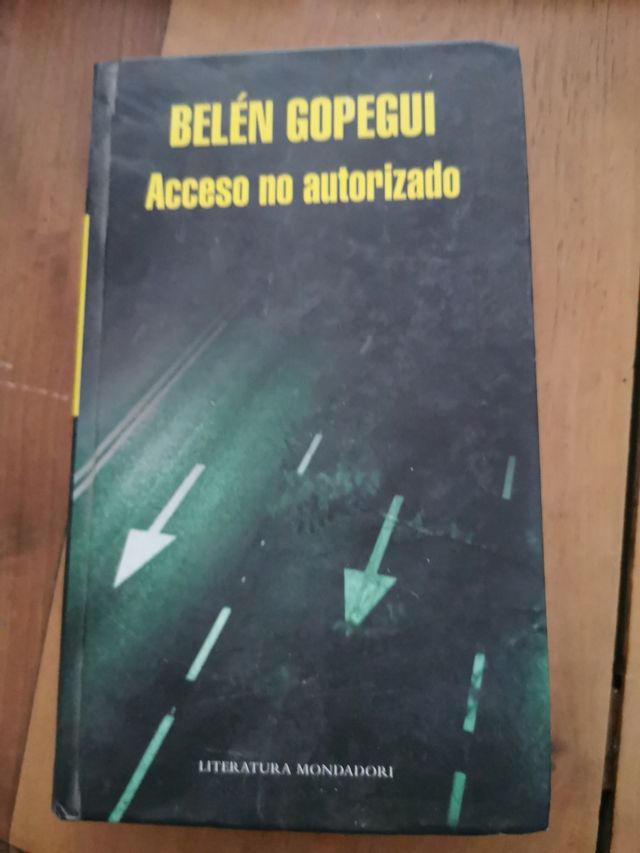 BELÉN GOPEGUI
Acceso no autorizado
LITERATURA MONDADORI